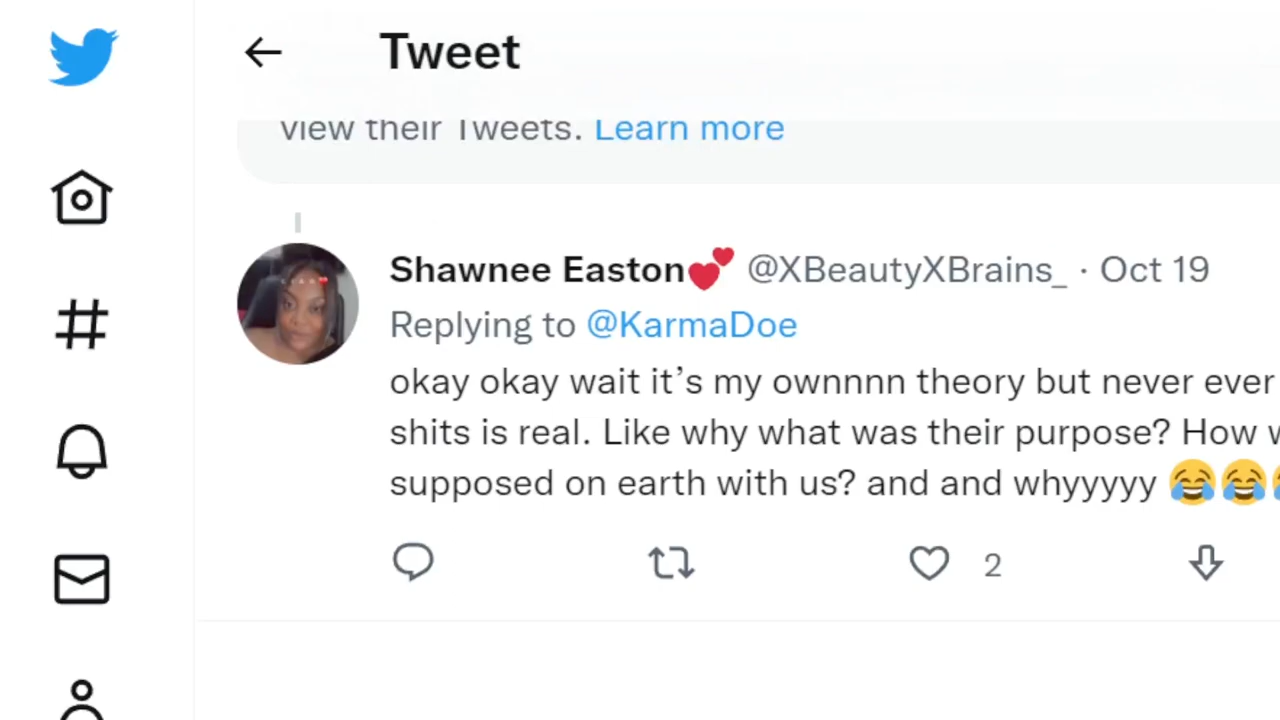 Tweet
view their Tweets. Learn more
Shawnee Easton💕 @XBeautyXBrains_ · Oct 19
Replying to @KarmaDoe
okay okay wait it’s my ownnnn theory but never ever
shits is real. Like why what was their purpose? How
supposed on earth with us? and and whyyyyy 😂😂
2